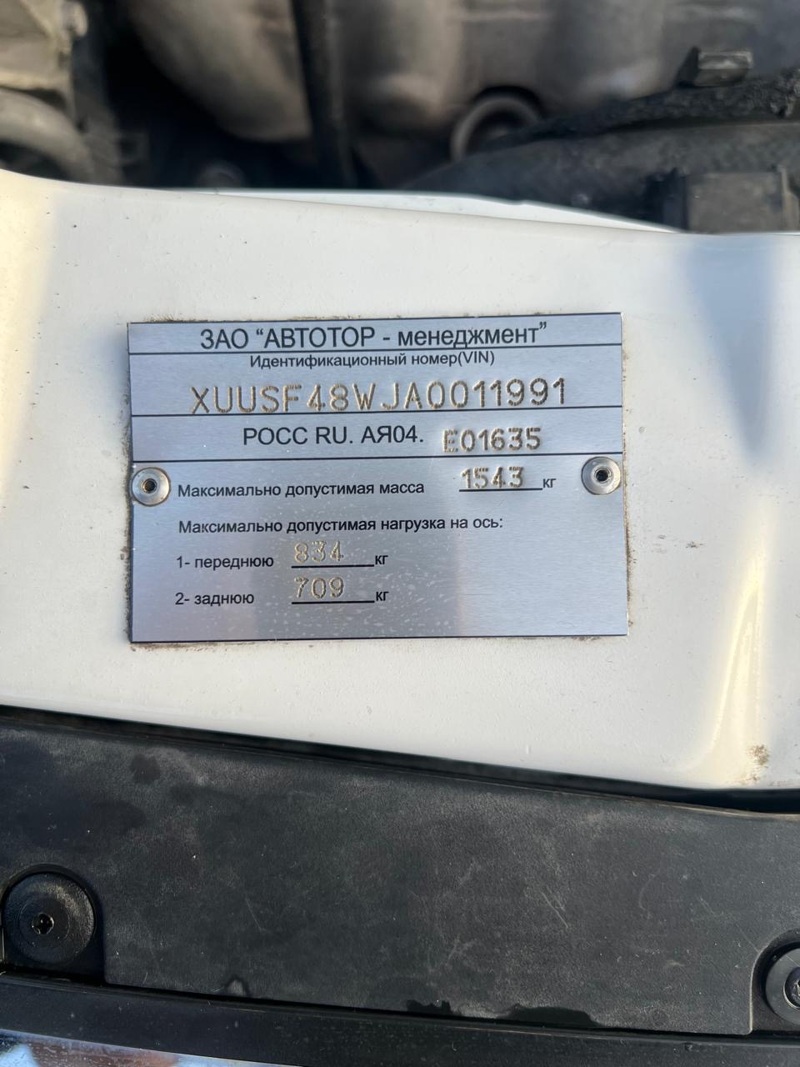 ЗАО “АВТОТОР - менеджмент”
Идентификационный номер(VIN)
XUUSF48WJA0011991
РОСС RU. АЯ04. E01635
Максимально допустимая масса 1543 кг
Максимально допустимая нагрузка на ось:
1- переднюю 834 кг
2- заднюю 709 кг